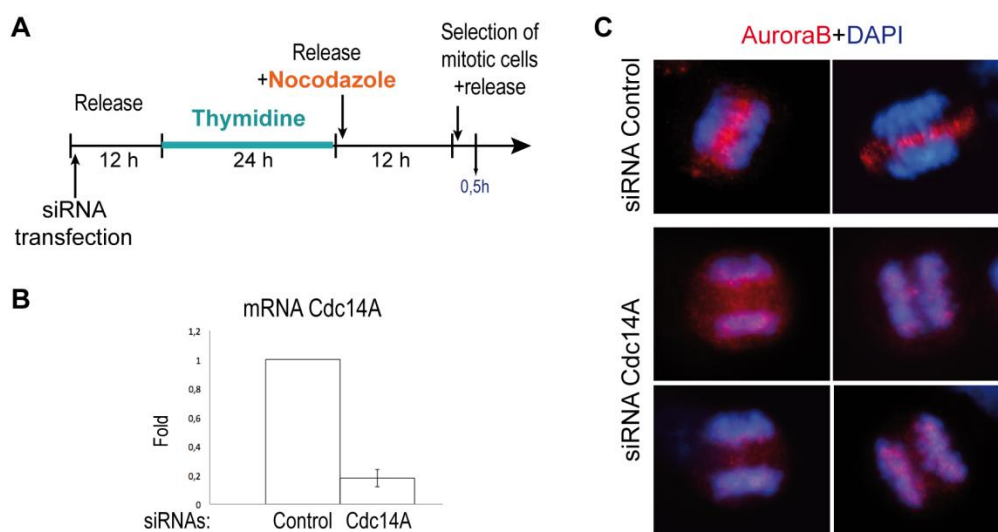 A
Release
Thymidine
Release
+Nocodazole
Selection of
mitotic cells
+release
12 h
24 h
12 h
0,5h
siRNA
transfection
B
mRNA Cdc14A
Fold
1,2
1
0,8
0,6
0,4
0,2
0
siRNAs:
Control
Cdc14A
C
AuroraB+DAPI
siRNA Control
siRNA Cdc14A